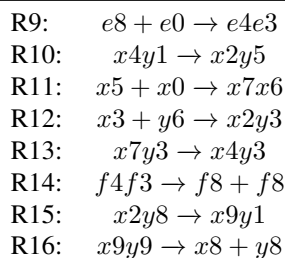 R9: e8 + e0 → e4e3
R10: x4y1 → x2y5
R11: x5 + x0 → x7x6
R12: x3 + y6 → x2y3
R13: x7y3 → x4y3
R14: f4f3 → f8 + f8
R15: x2y8 → x9y1
R16: x9y9 → x8 + y8